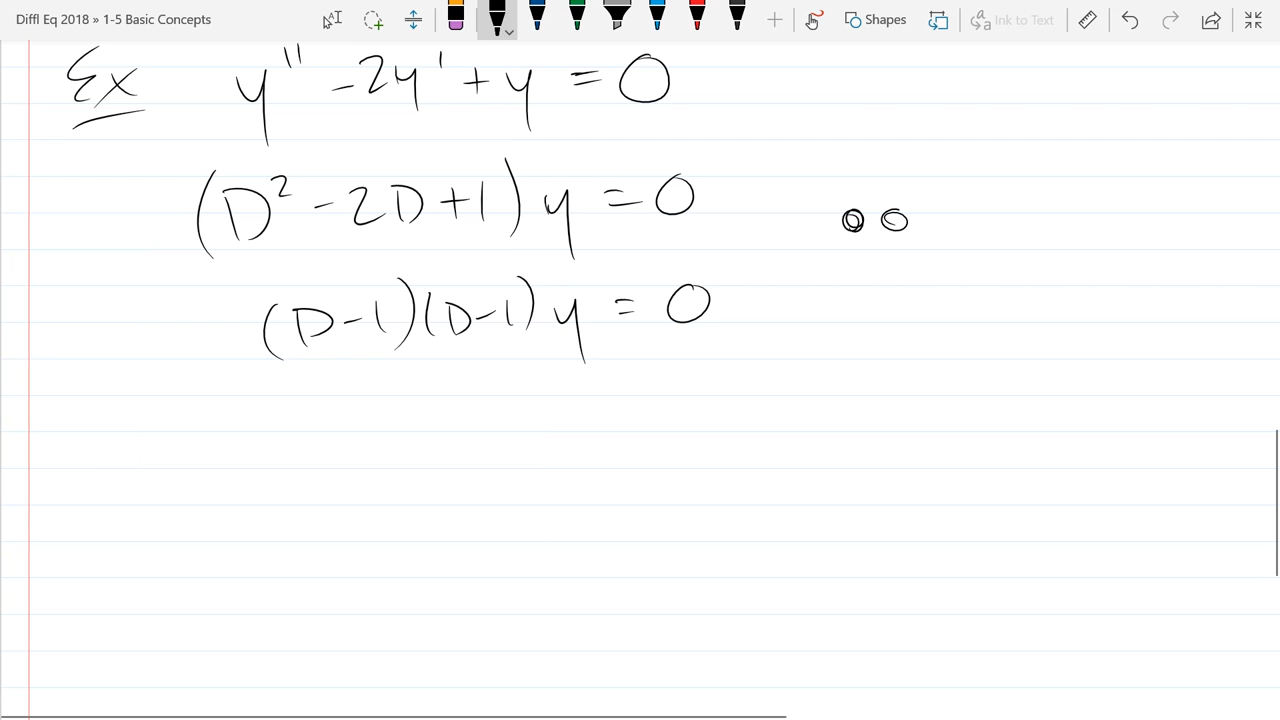 Diffl Eq 2018 » 1-5 Basic Concepts
Shapes
Ink to Text
Ex y'' - 2y' + y = 0
(D² - 2D + 1) y = 0
(D - 1)(D - 1) y = 0